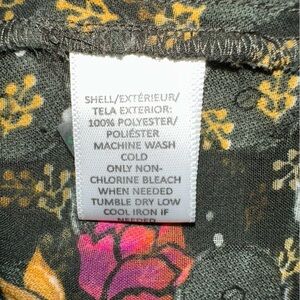 SHELL/EXTÉRIEUR/
TELA EXTERIOR:
100% POLYESTER/
POLIÉSTER
MACHINE WASH
COLD
ONLY NON-
CHLORINE BLEACH
WHEN NEEDED
TUMBLE DRY LOW
COOL IRON IF
NEEDED